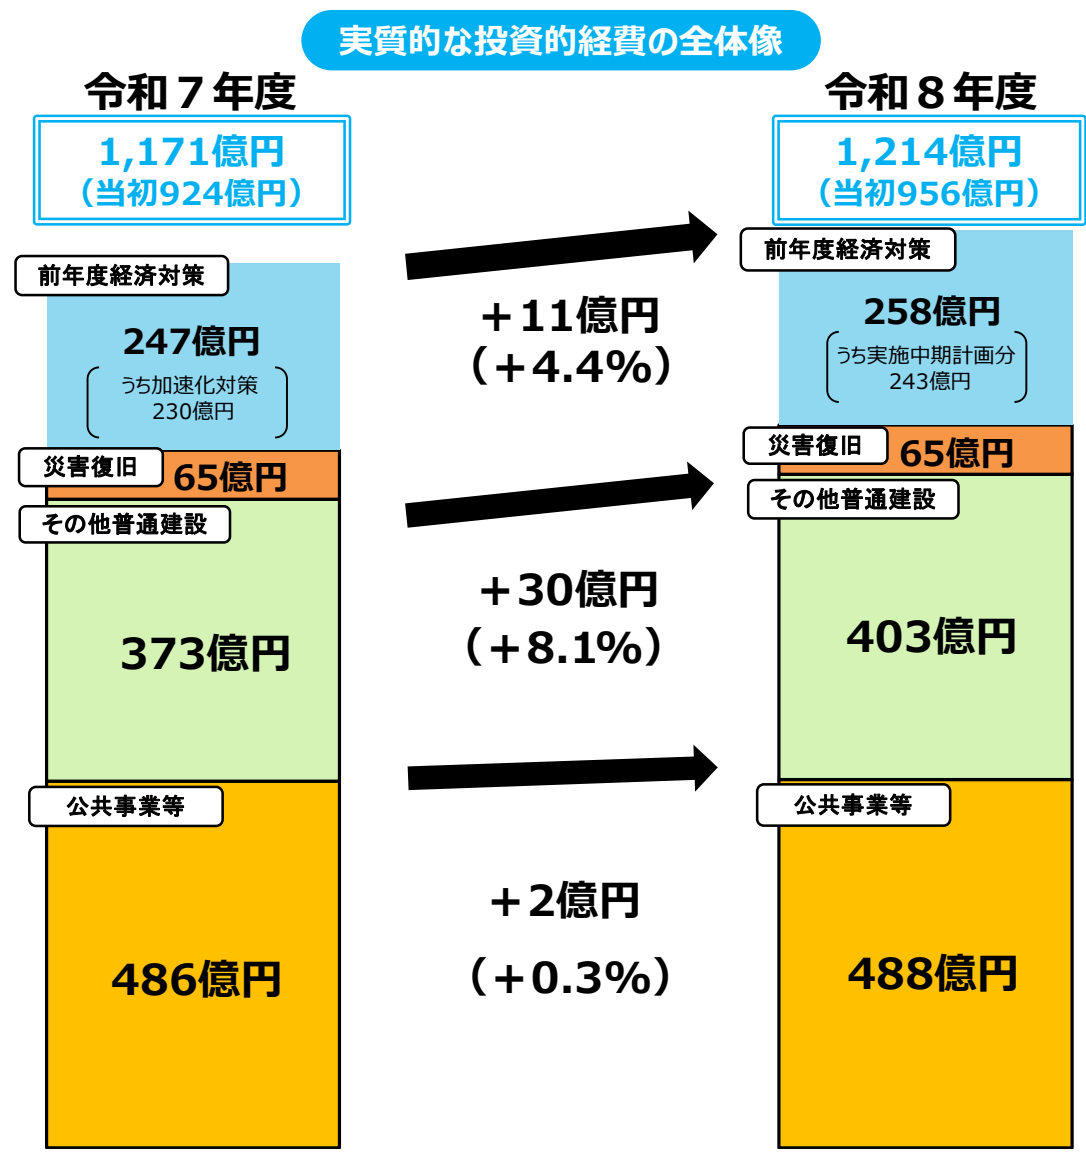 実質的な投資的経費の全体像
令和７年度
1,171億円
（当初924億円）
前年度経済対策
247億円
うち加速化対策
230億円
災害復旧
65億円
その他普通建設
373億円
公共事業等
486億円
＋11億円
（＋4.4%）
＋30億円
（＋8.1%）
＋2億円
（＋0.3%）
令和８年度
1,214億円
（当初956億円）
前年度経済対策
258億円
うち実施中期計画分
243億円
災害復旧
65億円
その他普通建設
403億円
公共事業等
488億円